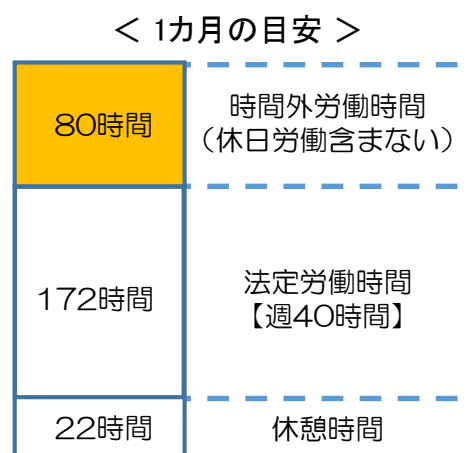 ＜ 1カ月の目安 ＞
80時間
時間外労働時間
（休日労働含まない）
172時間
法定労働時間
【週40時間】
22時間
休憩時間